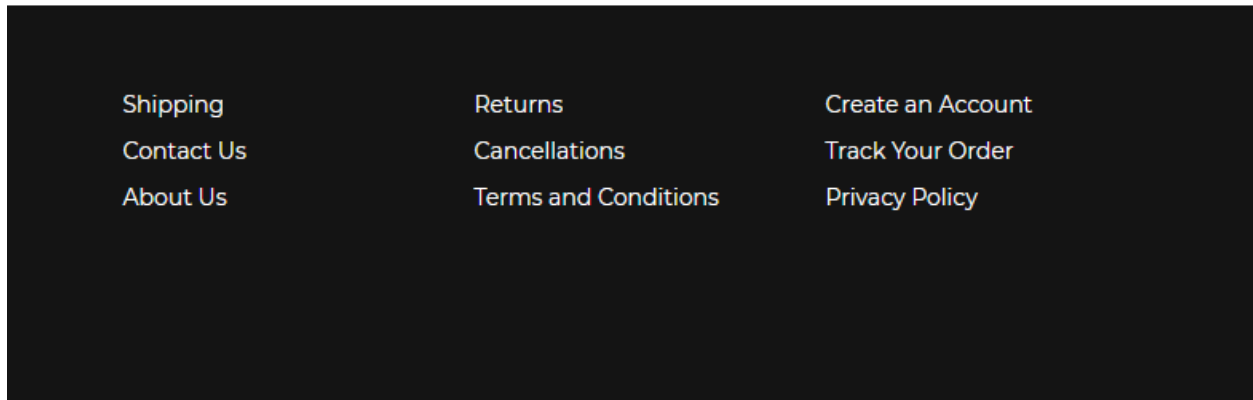 Shipping
Contact Us
About Us
Returns
Cancellations
Terms and Conditions
Create an Account
Track Your Order
Privacy Policy